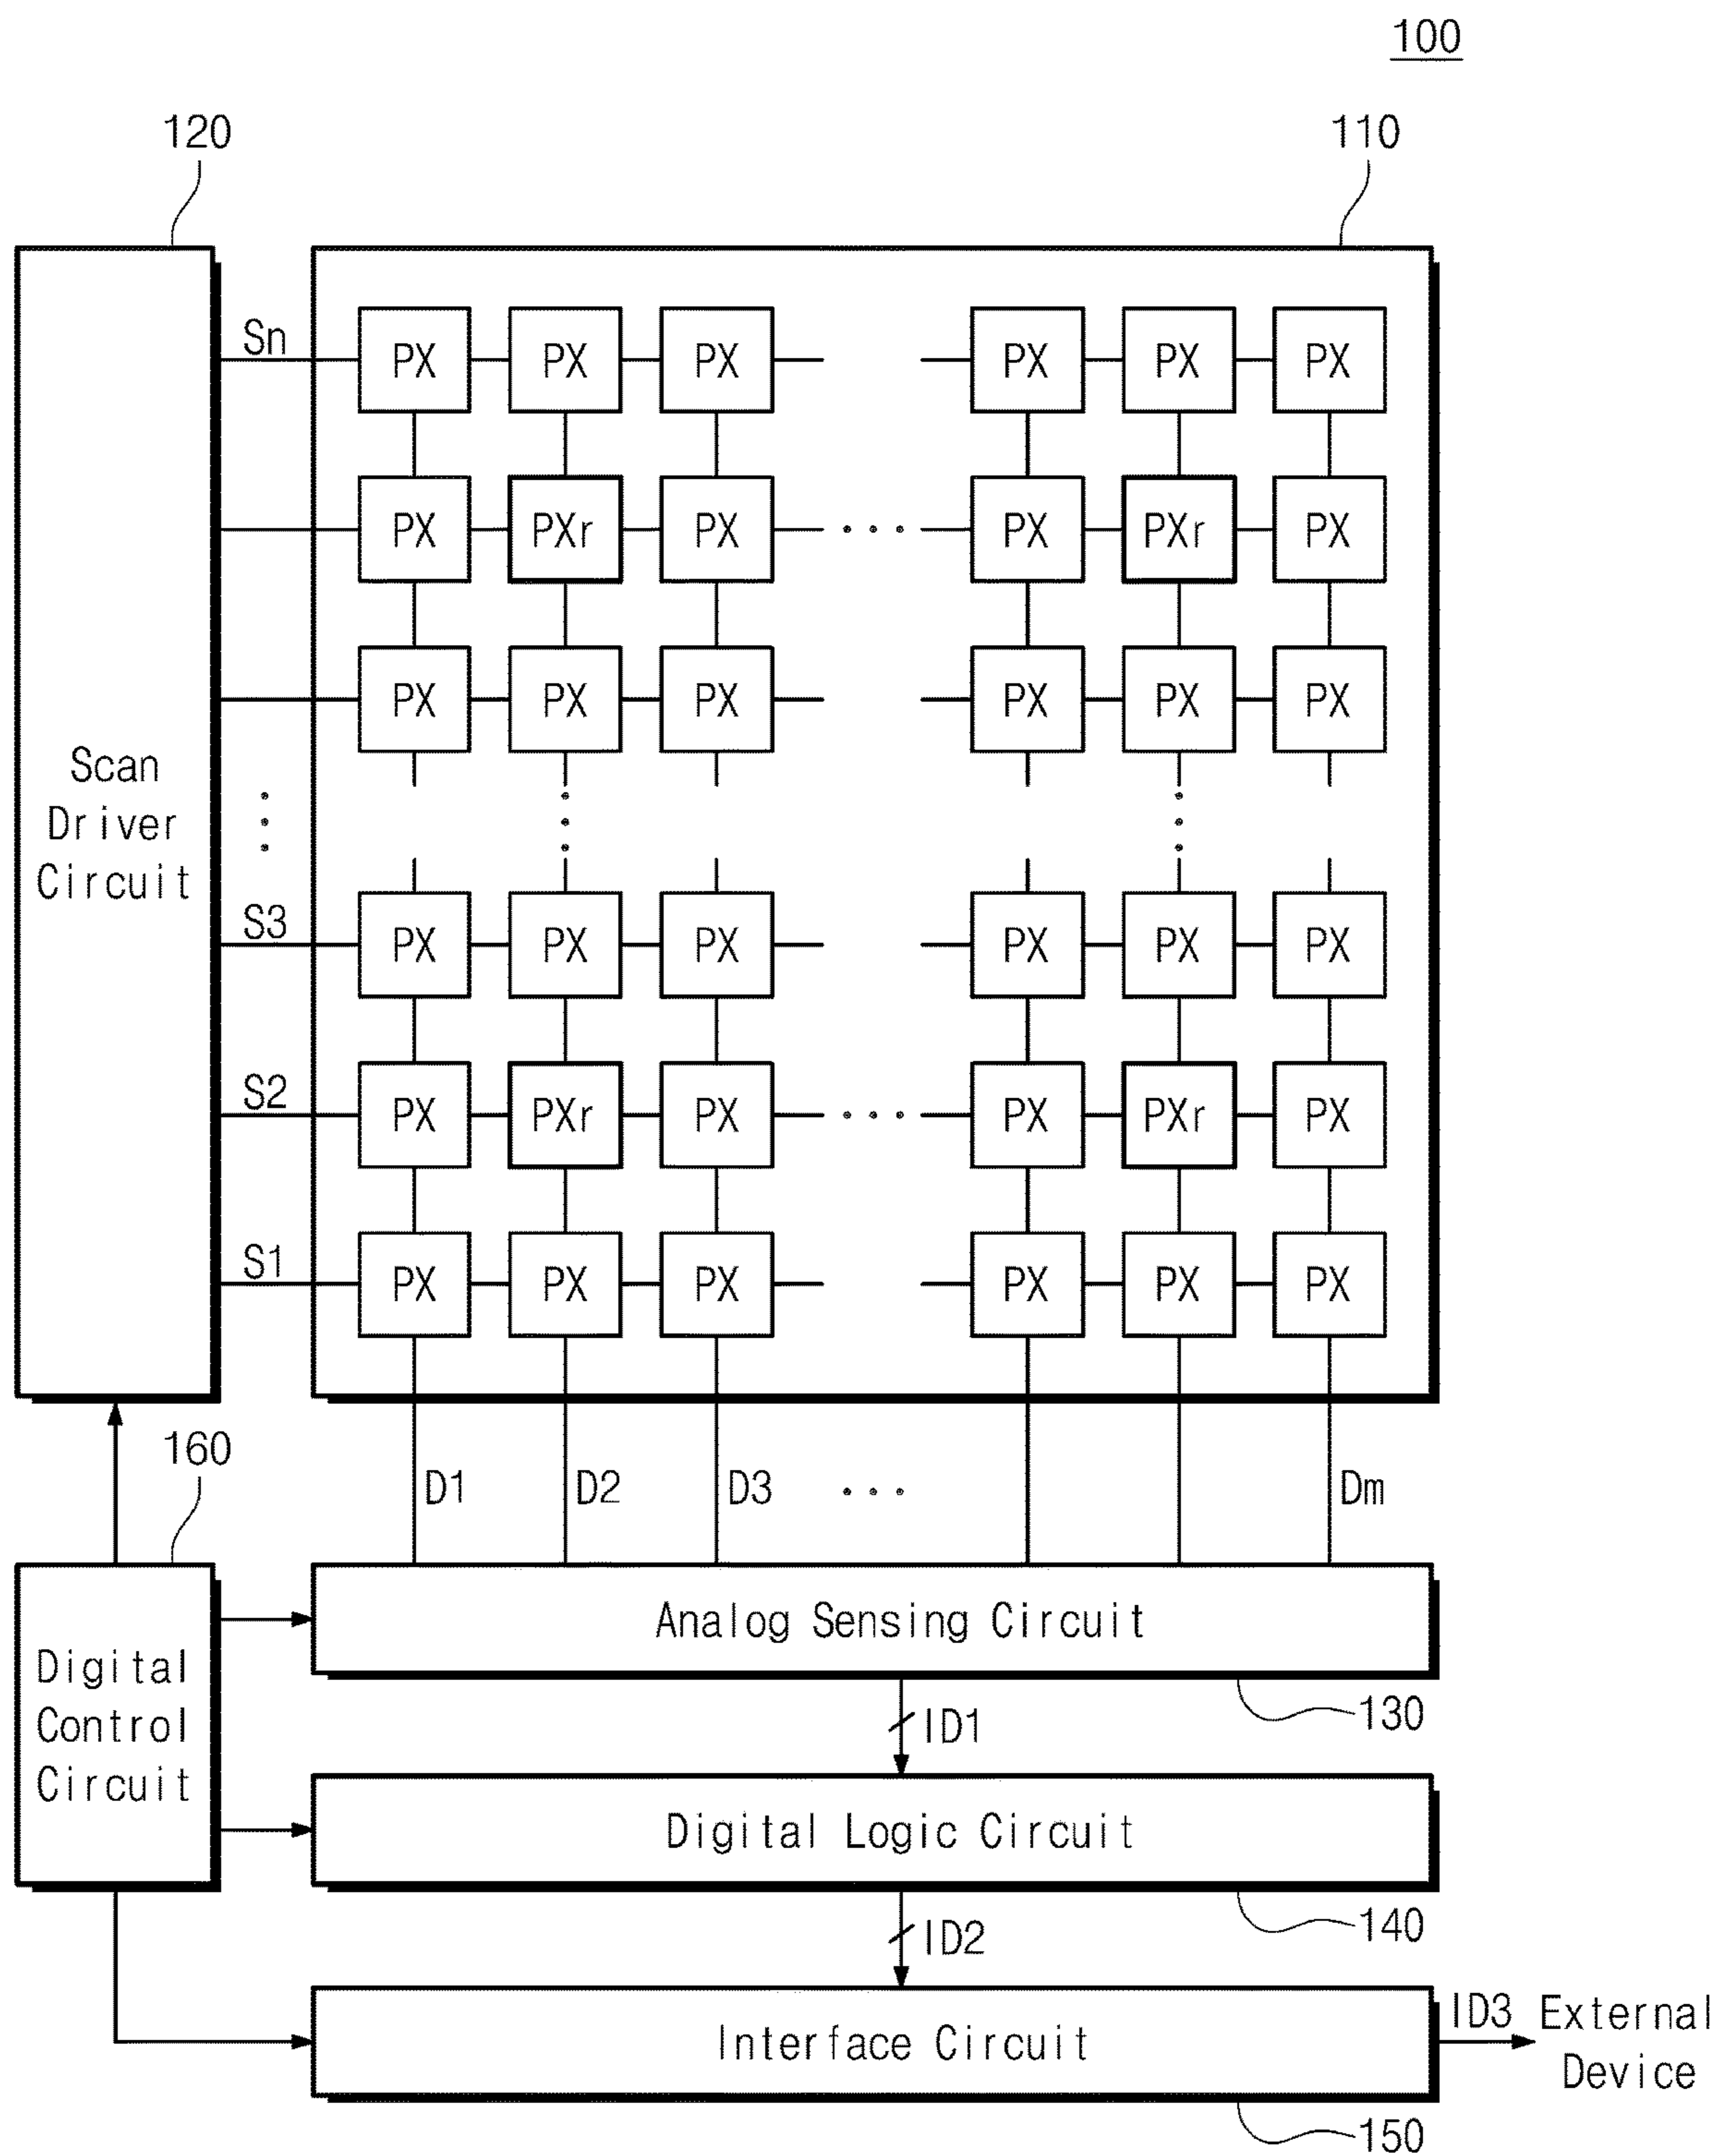 100
120
110
Sn PX PX PX PX PX PX
PX PXr PX ... PX PXr PX
PX PX PX PX PX PX
Scan
Driver
Circuit
S3 PX PX PX PX PX PX
S2 PX PXr PX ... PX PXr PX
S1 PX PX PX PX PX PX
160
D1 D2 D3 ... Dm
Analog Sensing Circuit
130
Digital
Control
Circuit
ID1
Digital Logic Circuit
140
ID2
Interface Circuit
150
ID3 External
Device